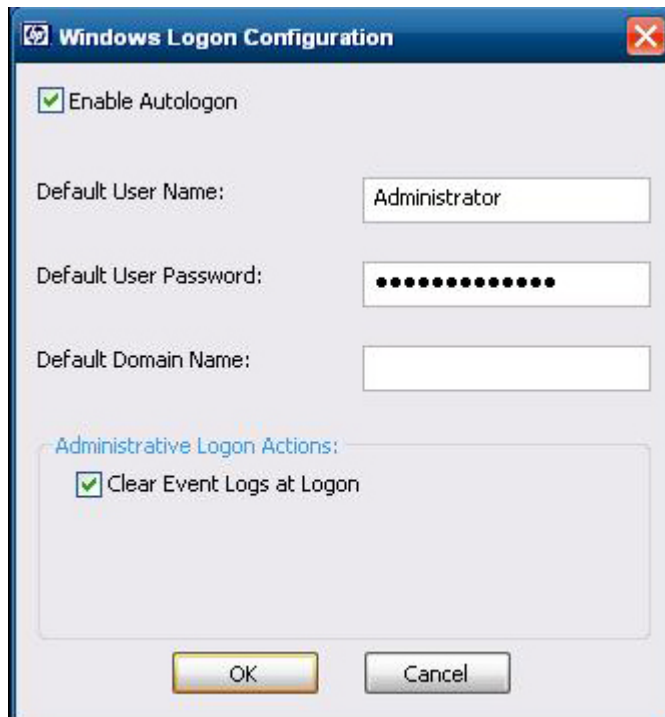 Windows Logon Configuration
Enable Autologon
Default User Name: Administrator
Default User Password: •••••••••••••
Default Domain Name:
Administrative Logon Actions:
Clear Event Logs at Logon
OK Cancel